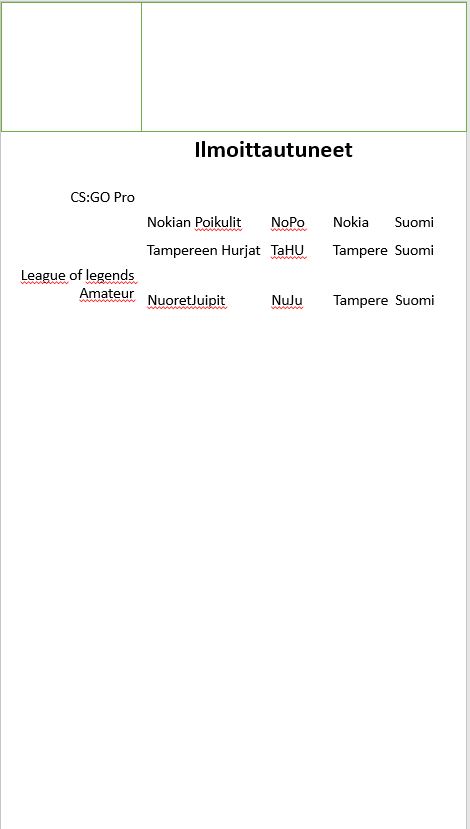 Ilmoittautuneet
CS:GO Pro
Nokian Poikulit NoPo Nokia Suomi
Tampereen Hurjat TaHU Tampere Suomi
League of legends
Amateur
NuoretJuipit NuJu Tampere Suomi